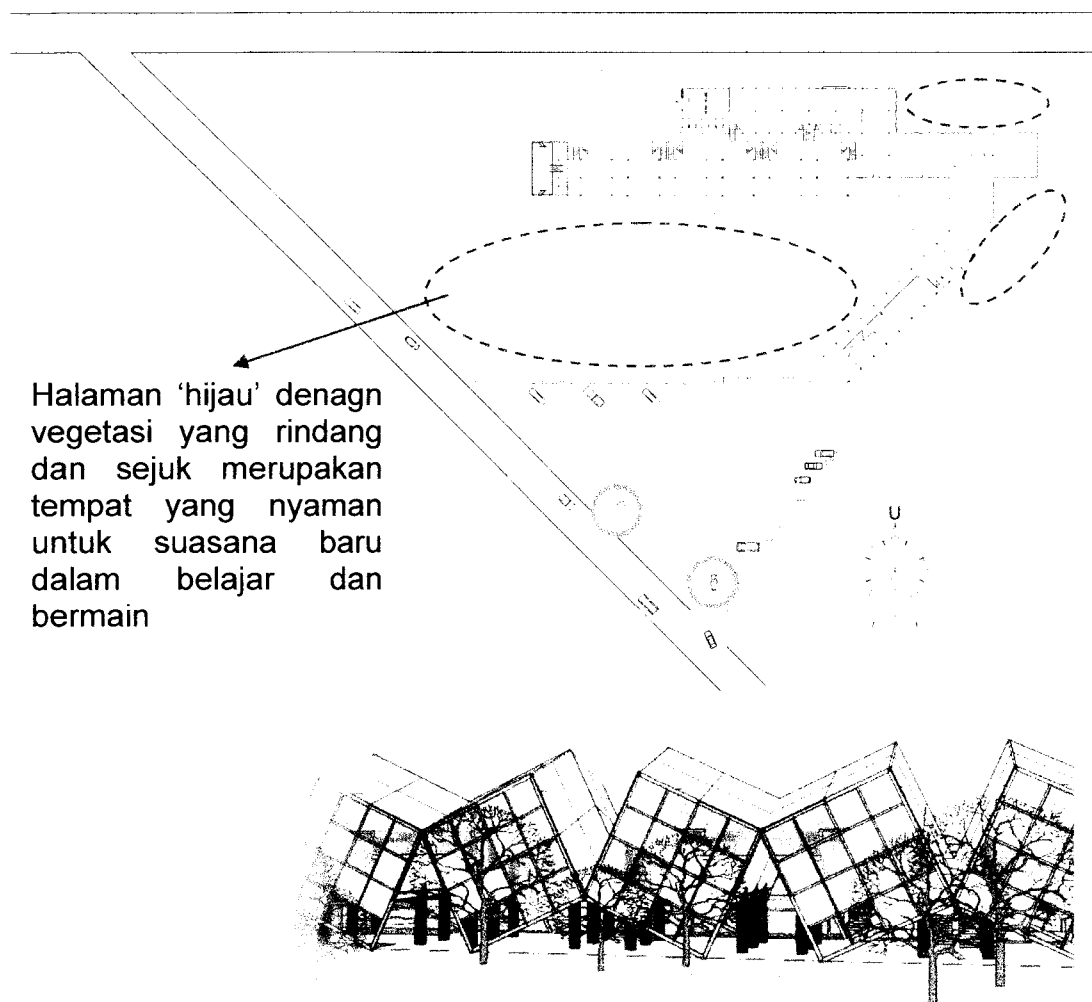 U
Halaman ‘hijau’ denagn
vegetasi yang rindang
dan sejuk merupakan
tempat yang nyaman
untuk suasana baru
dalam belajar dan
bermain